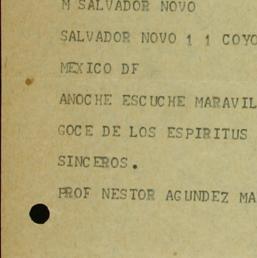 M SALVADOR NOVO
SALVADOR NOVO 1 1 COYO
MEXICO DF
ANOCHE ESCUCHE MARAVIL
GOCE DE LOS ESPIRITUS
SINCEROS.
PROF NESTOR AGUNDEZ MA